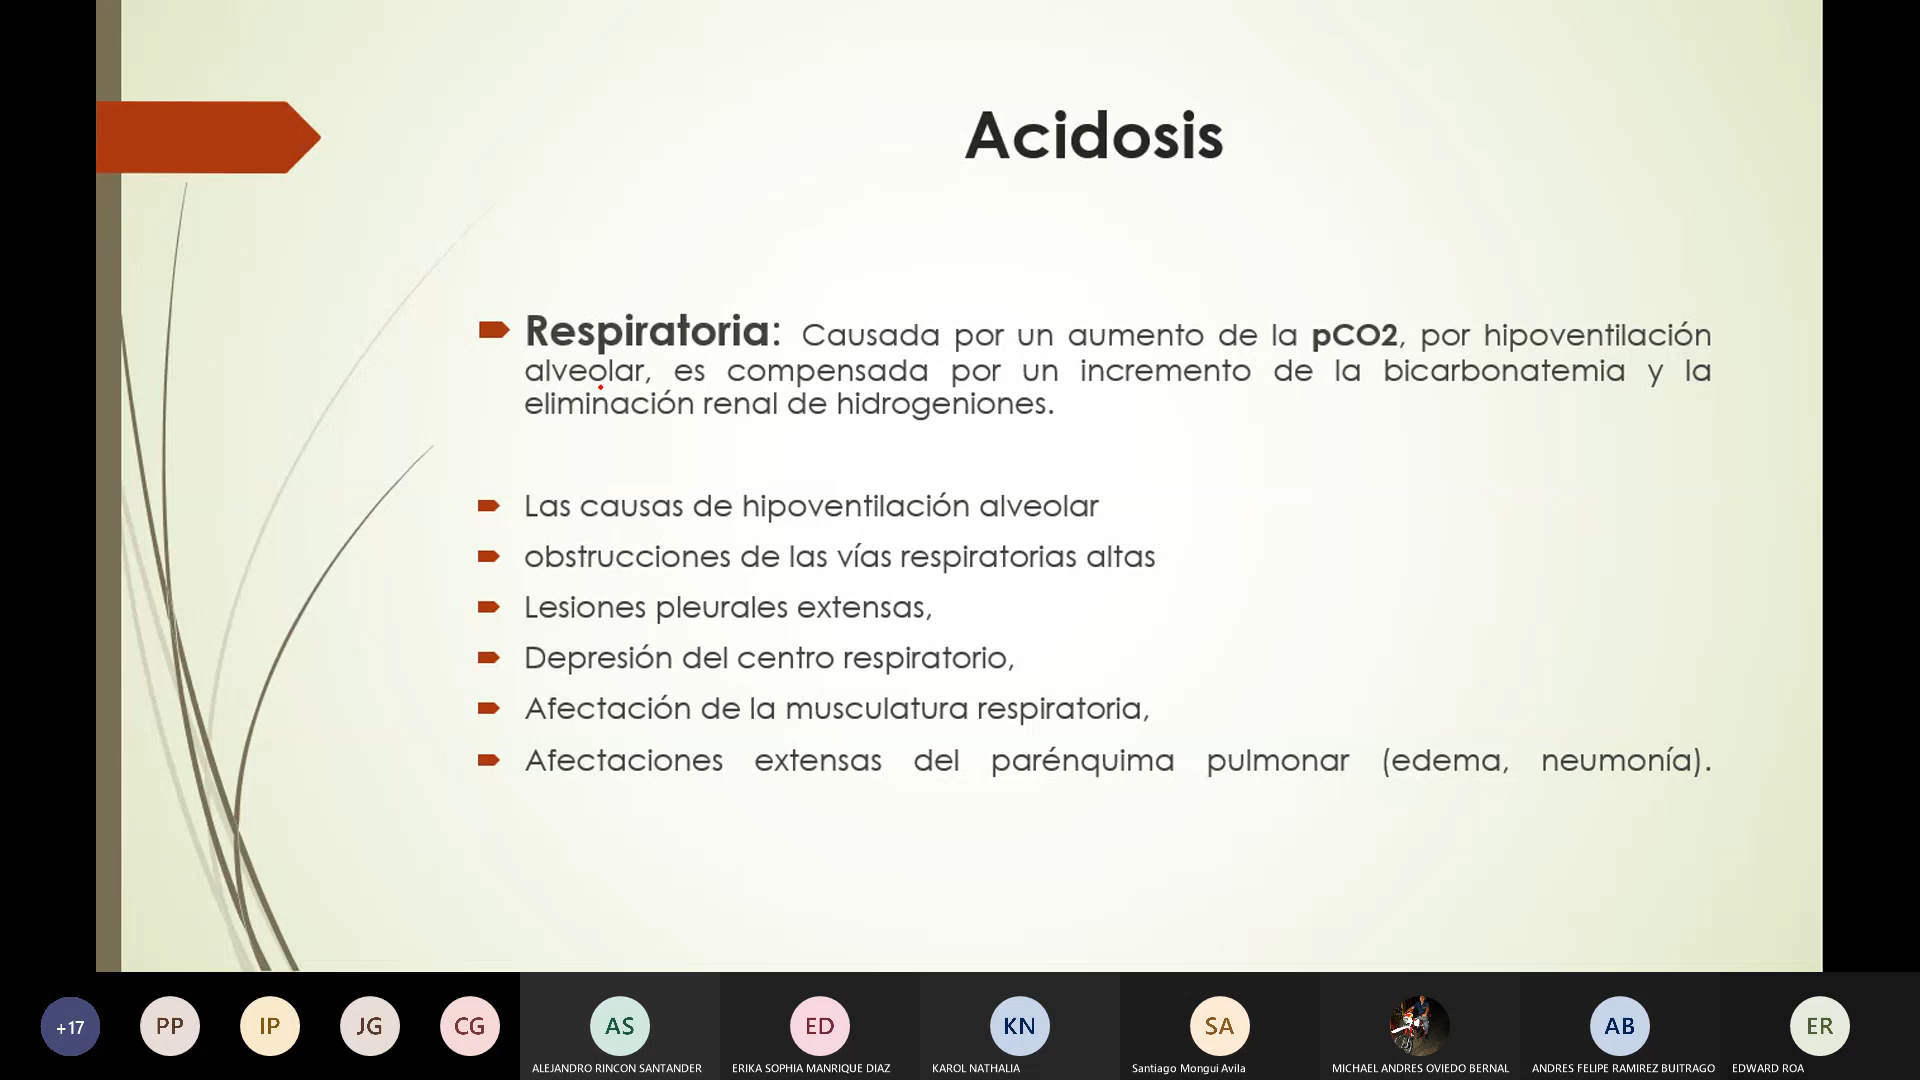 Acidosis
Respiratoria: Causada por un aumento de la pCO2, por hipoventilación
alveolar, es compensada por un incremento de la bicarbonatemia y la
eliminación renal de hidrogeniones.
Las causas de hipoventilación alveolar
obstrucciones de las vías respiratorias altas
Lesiones pleurales extensas,
Depresión del centro respiratorio,
Afectación de la musculatura respiratoria,
Afectaciones extensas del parénquima pulmonar (edema, neumonía).
+17 PP IP JG CG AS ED KN SA AB ER
ALEJANDRO RINCON SANTANDER ERIKA SOPHIA MANRIQUE DIAZ KAROL NATHALIA Santiago Mongui Avila MICHAEL ANDRES OVIEDO BERNAL ANDRES FELIPE RAMIREZ BUITRAGO EDWARD ROA